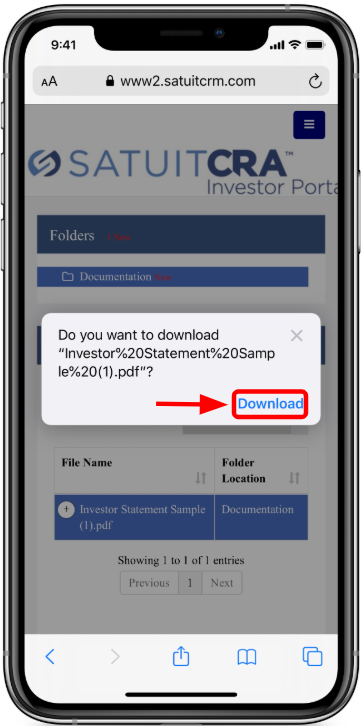 9:41
AA www2.satuitcrm.com
SATUITCRA™
Investor Porta
Folders
Documentation
Do you want to download
“Investor%20Statement%20Samp
le%20(1).pdf”?
Download
File Name
Folder
Location
Investor Statement Sample
(1).pdf
Documentation
Showing 1 to 1 of 1 entries
Previous 1 Next